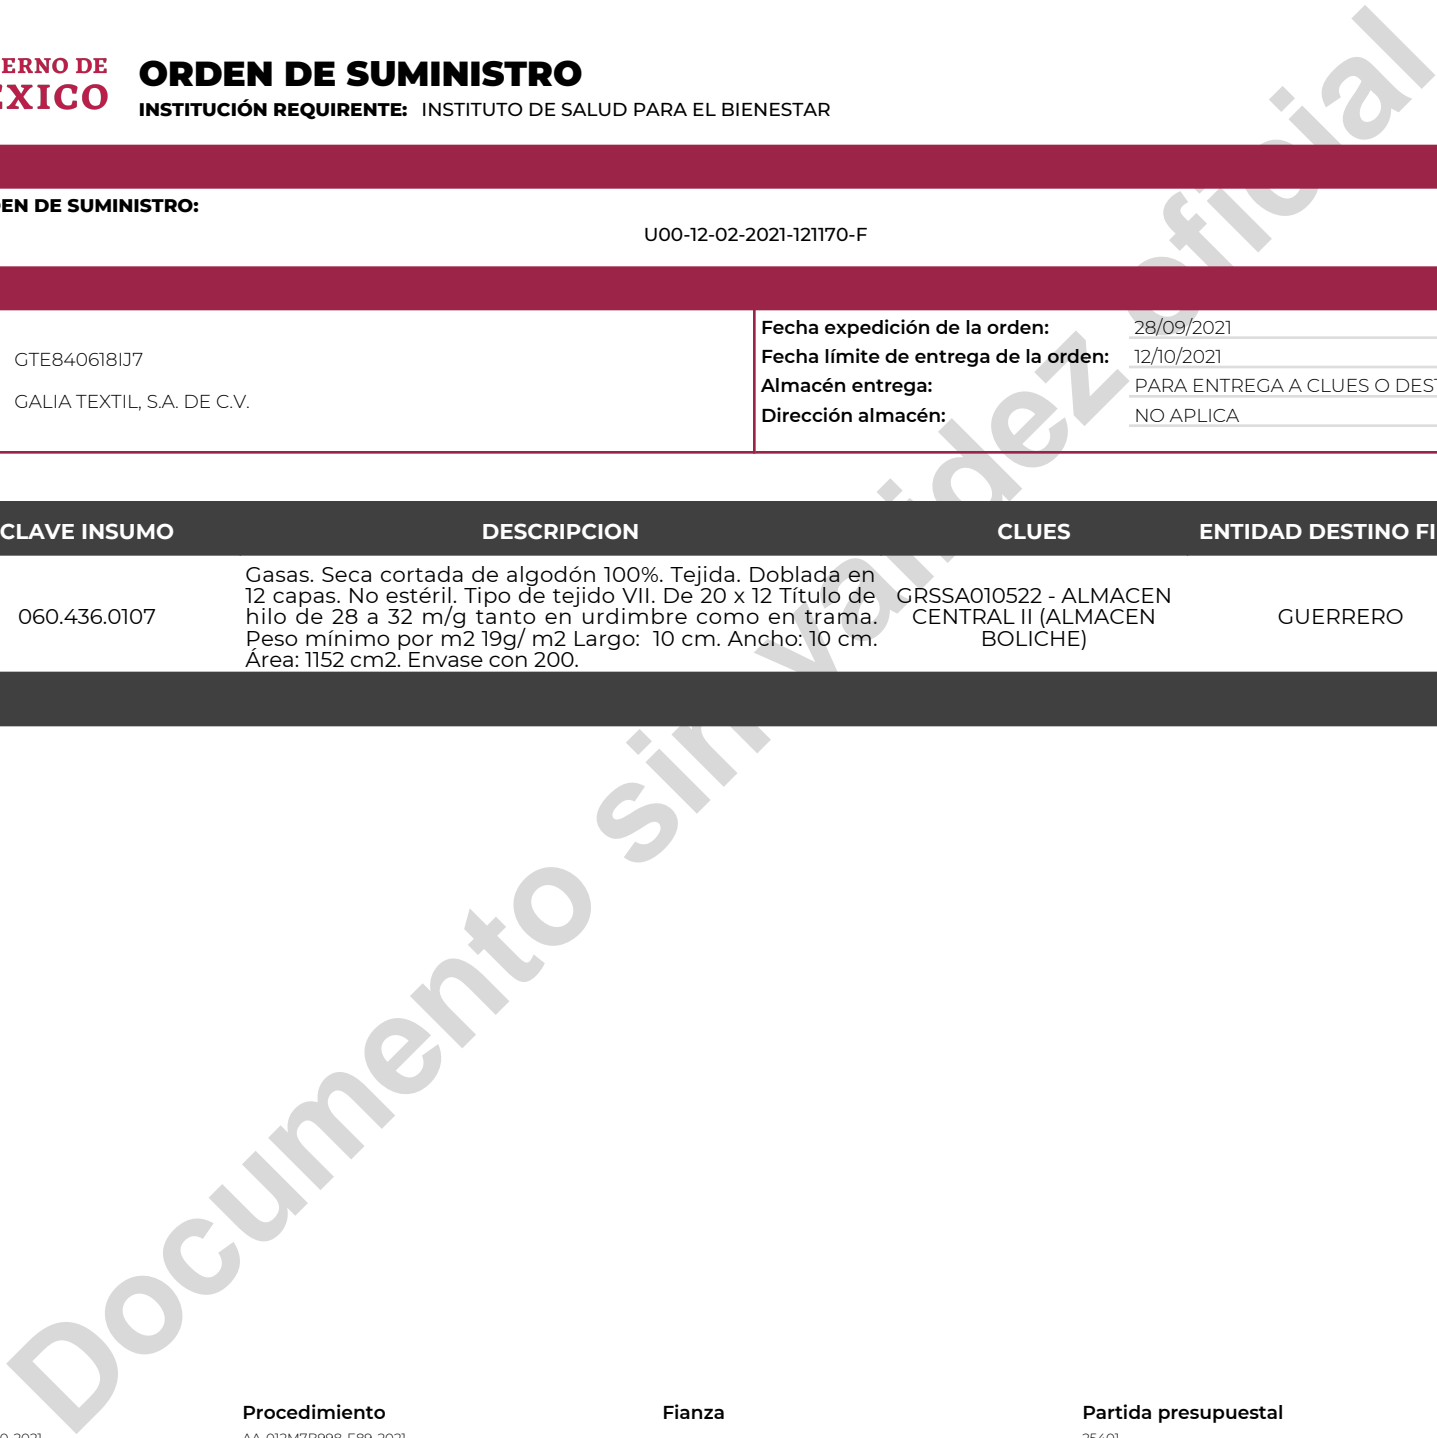 ERNO DE
EXICO
ORDEN DE SUMINISTRO
INSTITUCIÓN REQUIRENTE: INSTITUTO DE SALUD PARA EL BIENESTAR
EN DE SUMINISTRO:
U00-12-02-2021-121170-F
GTE840618IJ7
GALIA TEXTIL, S.A. DE C.V.
Fecha expedición de la orden: 28/09/2021
Fecha límite de entrega de la orden: 12/10/2021
Almacén entrega: PARA ENTREGA A CLUES O DEST
Dirección almacén: NO APLICA
CLAVE INSUMO DESCRIPCION CLUES ENTIDAD DESTINO FI
060.436.0107
Gasas. Seca cortada de algodón 100%. Tejida. Doblada en
12 capas. No estéril. Tipo de tejido VII. De 20 x 12 Título de
hilo de 28 a 32 m/g tanto en urdimbre como en trama.
Peso mínimo por m2 19g/ m2 Largo: 10 cm. Ancho: 10 cm.
Área: 1152 cm2. Envase con 200.
GRSSA010522 - ALMACEN
CENTRAL II (ALMACEN
BOLICHE)
GUERRERO
Documento sin validez oficial
Procedimiento Fianza Partida presupuestal